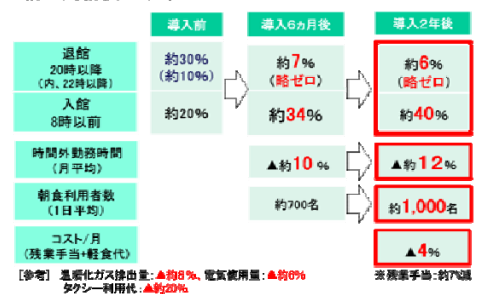 導入前 導入6ヵ月後 導入2年後
退館
20時以降
(内、22時以降)
約30%
(約10%)
約7%
(略ゼロ)
約6%
(略ゼロ)
入館
8時以前
約20% 約34% 約40%
時間外勤務時間
(月平均)
▲約10% ▲約12%
朝食利用者数
(1日平均)
約700名 約1,000名
コスト/月
(残業手当+軽食代)
▲4%
[参考] 温暖化ガス排出量:▲約8%、電気使用量:▲約6%
タクシー利用代:▲約20%
※残業手当:約7%減